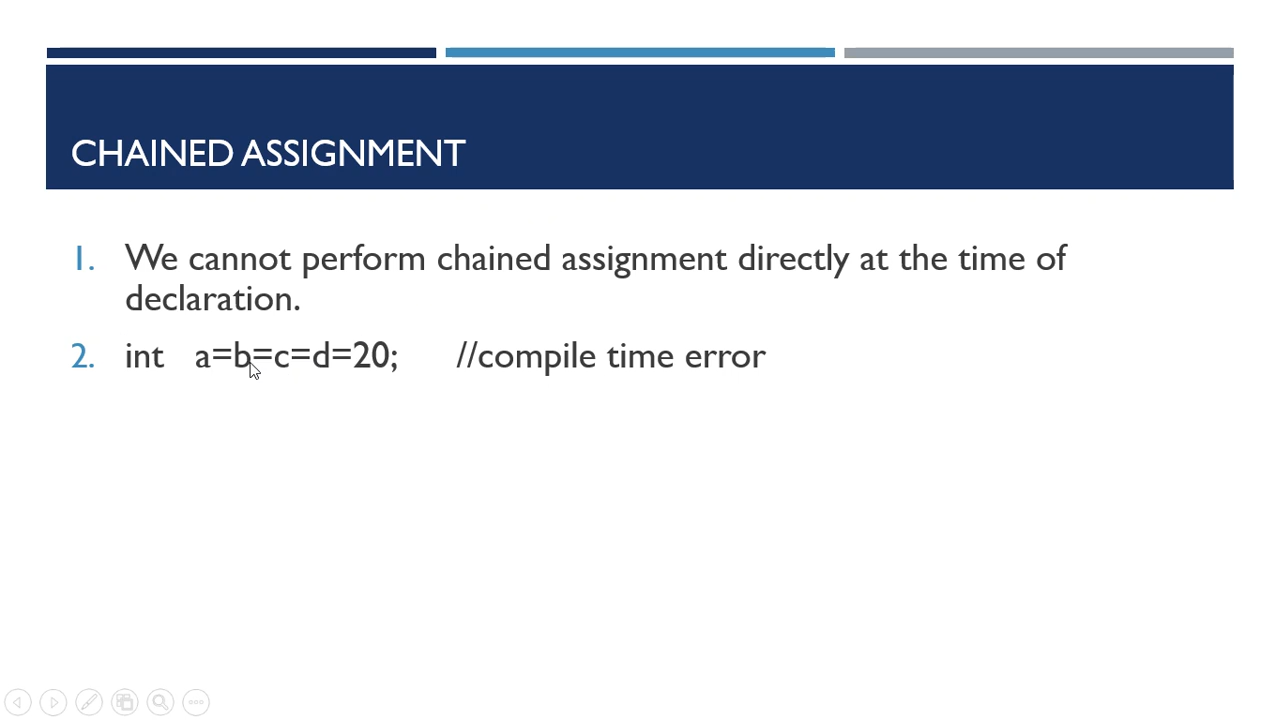 CHAINED ASSIGNMENT
1. We cannot perform chained assignment directly at the time of
declaration.
2. int a=b=c=d=20; //compile time error